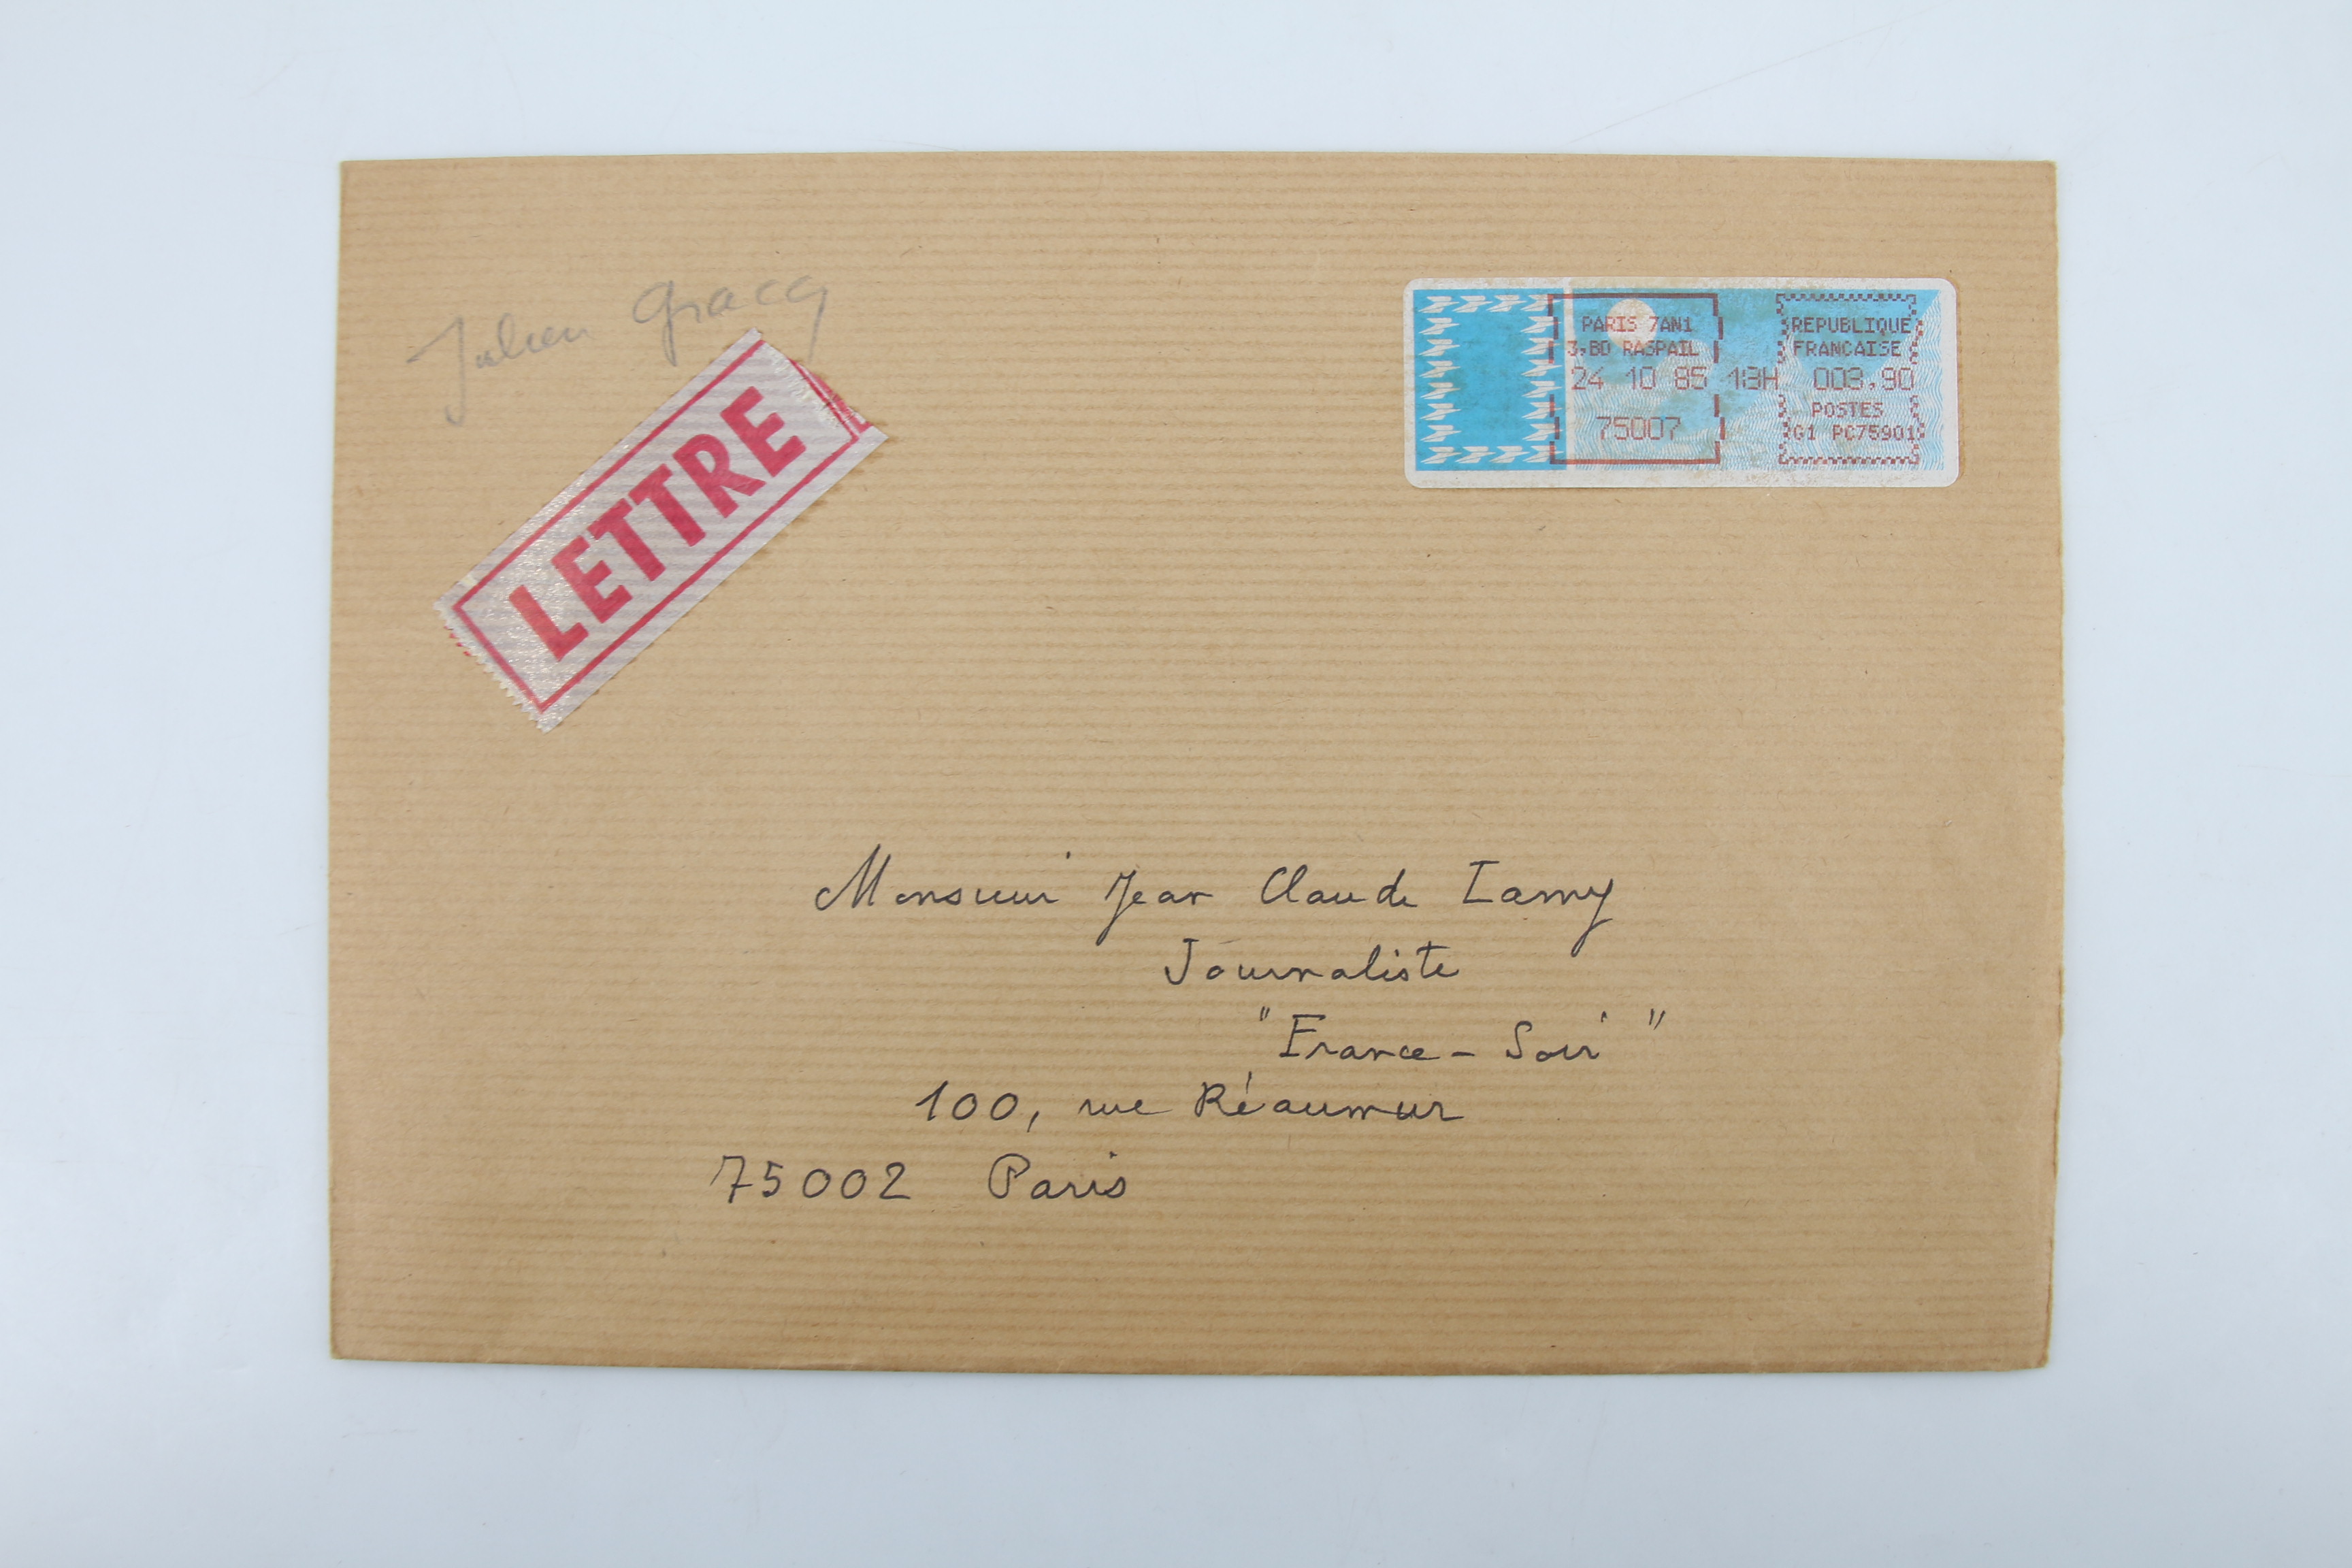 Julien Gracq
LETTRE
PARIS 7AN1
3,BD RASPAIL
24 10 85 18H
75007
REPUBLIQUE
FRANCAISE
003,90
POSTES
G1 PC75901
Monsieur Jean Claude Lamy
Journaliste
"France-Soir"
100, rue Réaumur
75002 Paris